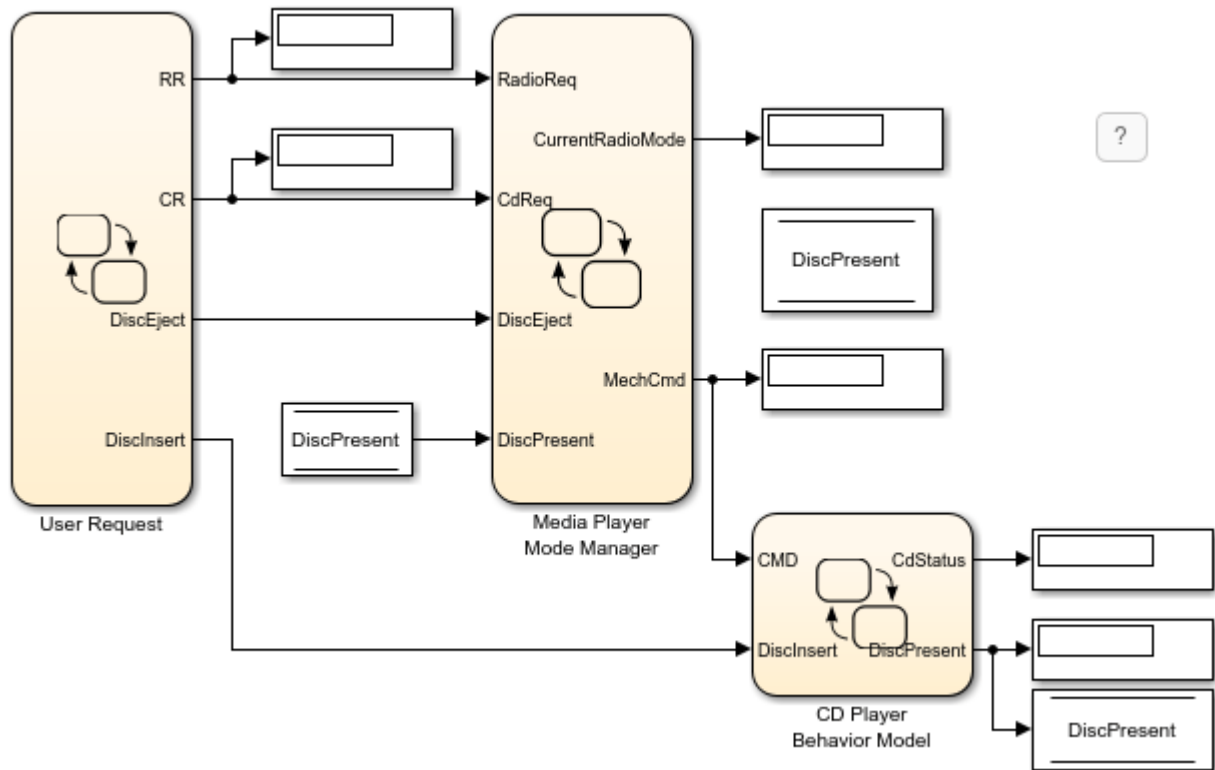 RR
RadioReq
CurrentRadioMode
?
CR
CdReq
DiscPresent
DiscEject
DiscEject
MechCmd
DiscInsert
DiscPresent
DiscPresent
User Request
Media Player
Mode Manager
CMD
CdStatus
DiscInsert
DiscPresent
CD Player
Behavior Model
DiscPresent